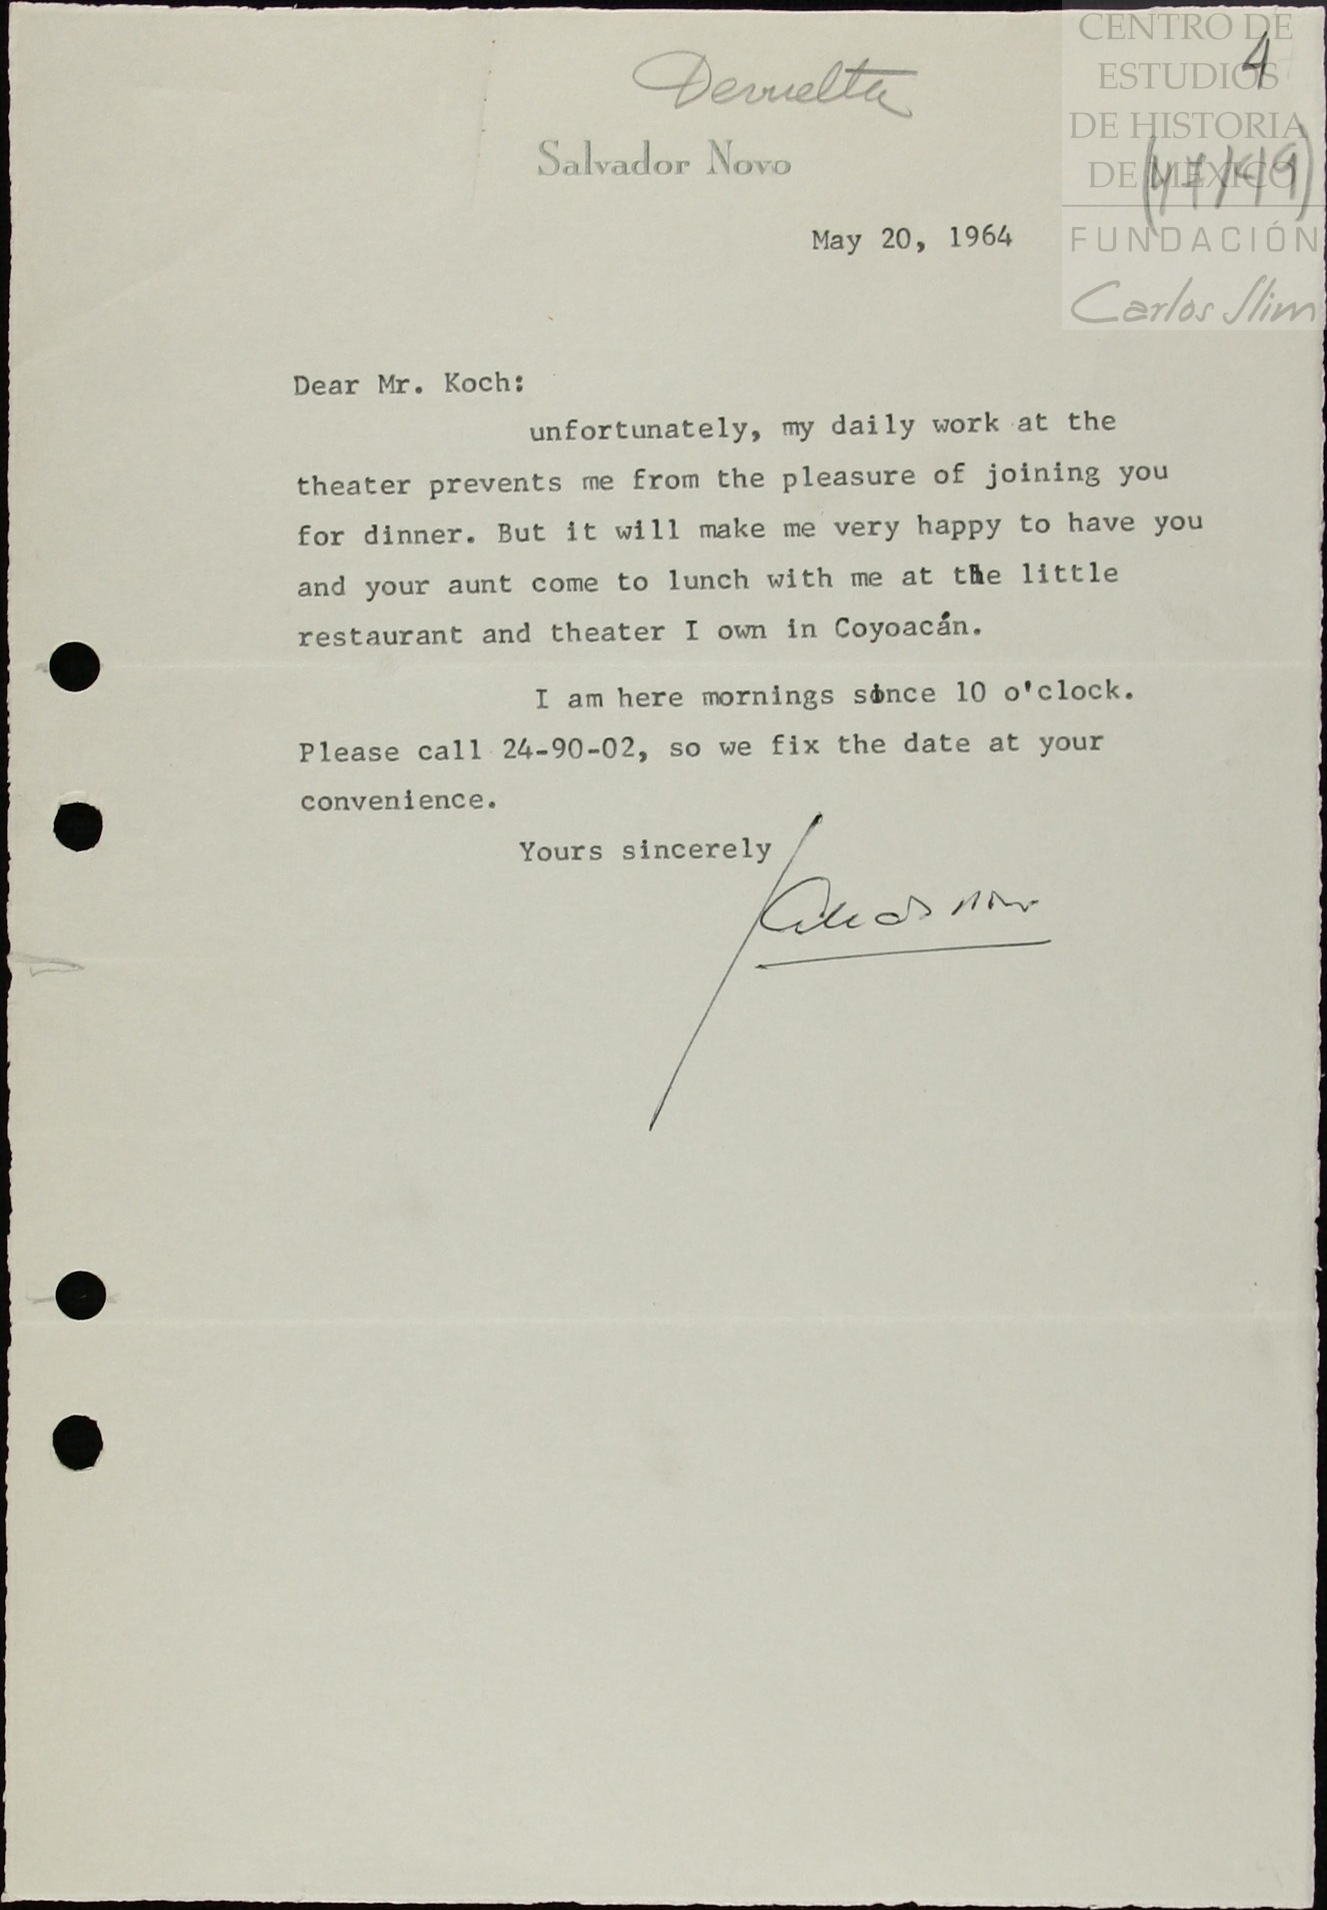 CENTRO DE
ESTUDIOS
DE HISTORIA
DE MÉXICO
FUNDACIÓN
Carlos Slim
4
Devuelta
Salvador Novo
May 20, 1964
Dear Mr. Koch:
unfortunately, my daily work at the
theater prevents me from the pleasure of joining you
for dinner. But it will make me very happy to have you
and your aunt come to lunch with me at the little
restaurant and theater I own in Coyoacán.
I am here mornings since 10 o'clock.
Please call 24-90-02, so we fix the date at your
convenience.
Yours sincerely
Salvador Novo